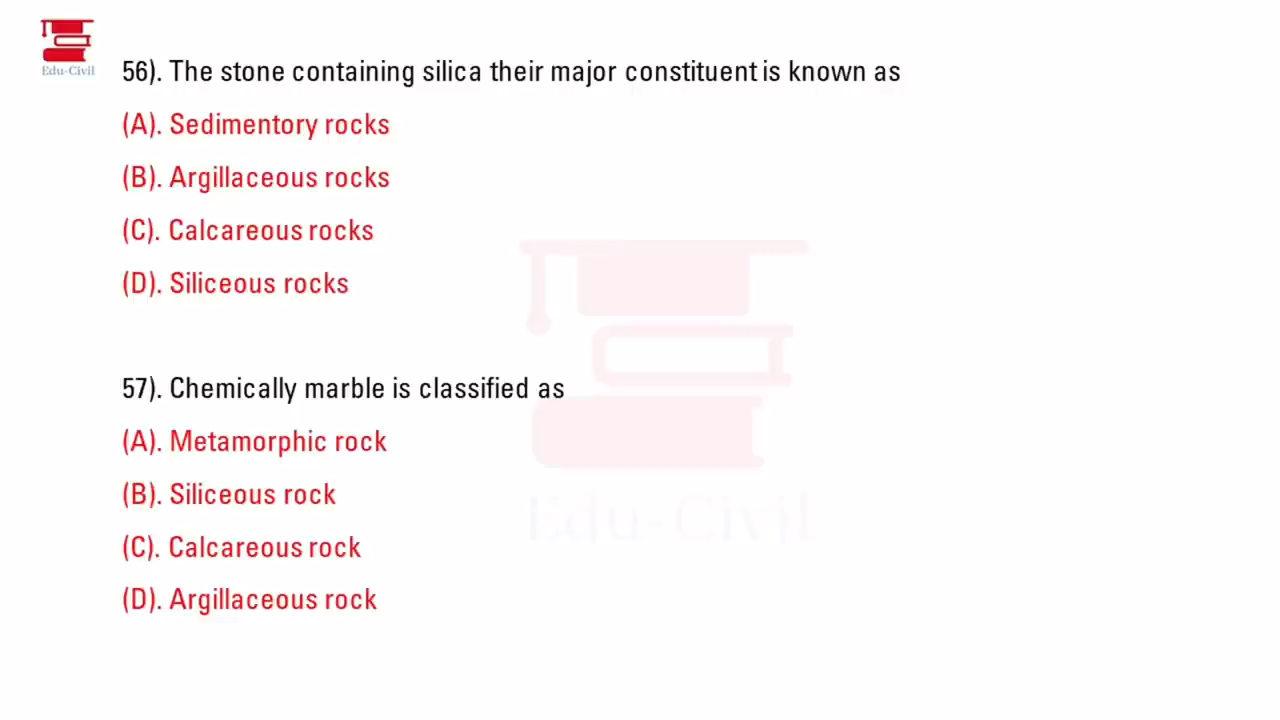 Edu-Civil
56). The stone containing silica their major constituent is known as
(A). Sedimentory rocks
(B). Argillaceous rocks
(C). Calcareous rocks
(D). Siliceous rocks
57). Chemically marble is classified as
(A). Metamorphic rock
(B). Siliceous rock
Edu-Civil
(C). Calcareous rock
(D). Argillaceous rock